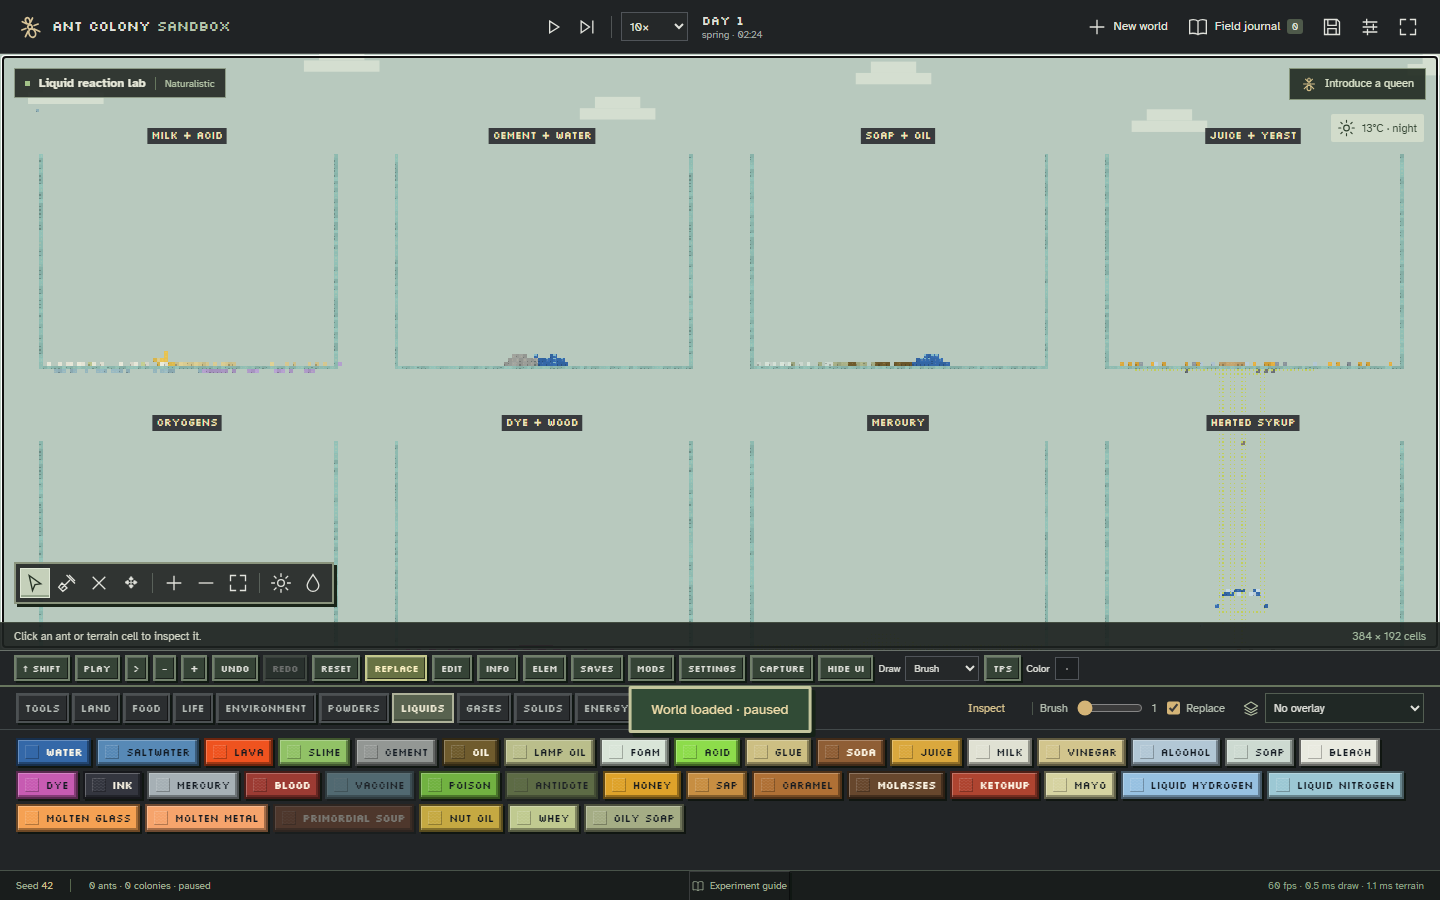 ANT COLONY SANDBOX
10x
DAY 1
spring · 02:24
New world
Field journal 0
Liquid reaction lab
Naturalistic
Introduce a queen
13°C · night
MILK + ACID
CEMENT + WATER
SOAP + OIL
JUICE + YEAST
CRYOGENS
DYE + WOOD
MERCURY
HEATED SYRUP
Click an ant or terrain cell to inspect it.
384 × 192 cells
↑ SHIFT
PLAY
>
-
+
UNDO
REDO
RESET
REPLACE
EDIT
INFO
ELEM
SAVES
MODS
SETTINGS
CAPTURE
HIDE UI
Draw
Brush
TPS
Color
TOOLS
LAND
FOOD
LIFE
ENVIRONMENT
POWDERS
LIQUIDS
GASES
SOLIDS
ENERGY
World loaded · paused
Inspect
Brush
1
Replace
No overlay
WATER
SALTWATER
LAVA
SLIME
CEMENT
OIL
LAMP OIL
FOAM
ACID
GLUE
SODA
JUICE
MILK
VINEGAR
ALCOHOL
SOAP
BLEACH
DYE
INK
MERCURY
BLOOD
VACCINE
POISON
ANTIDOTE
HONEY
SAP
CARAMEL
MOLASSES
KETCHUP
MAYO
LIQUID HYDROGEN
LIQUID NITROGEN
MOLTEN GLASS
MOLTEN METAL
PRIMORDIAL SOUP
NUT OIL
WHEY
OILY SOAP
Seed 42
0 ants · 0 colonies · paused
Experiment guide
60 fps · 0.5 ms draw · 1.1 ms terrain